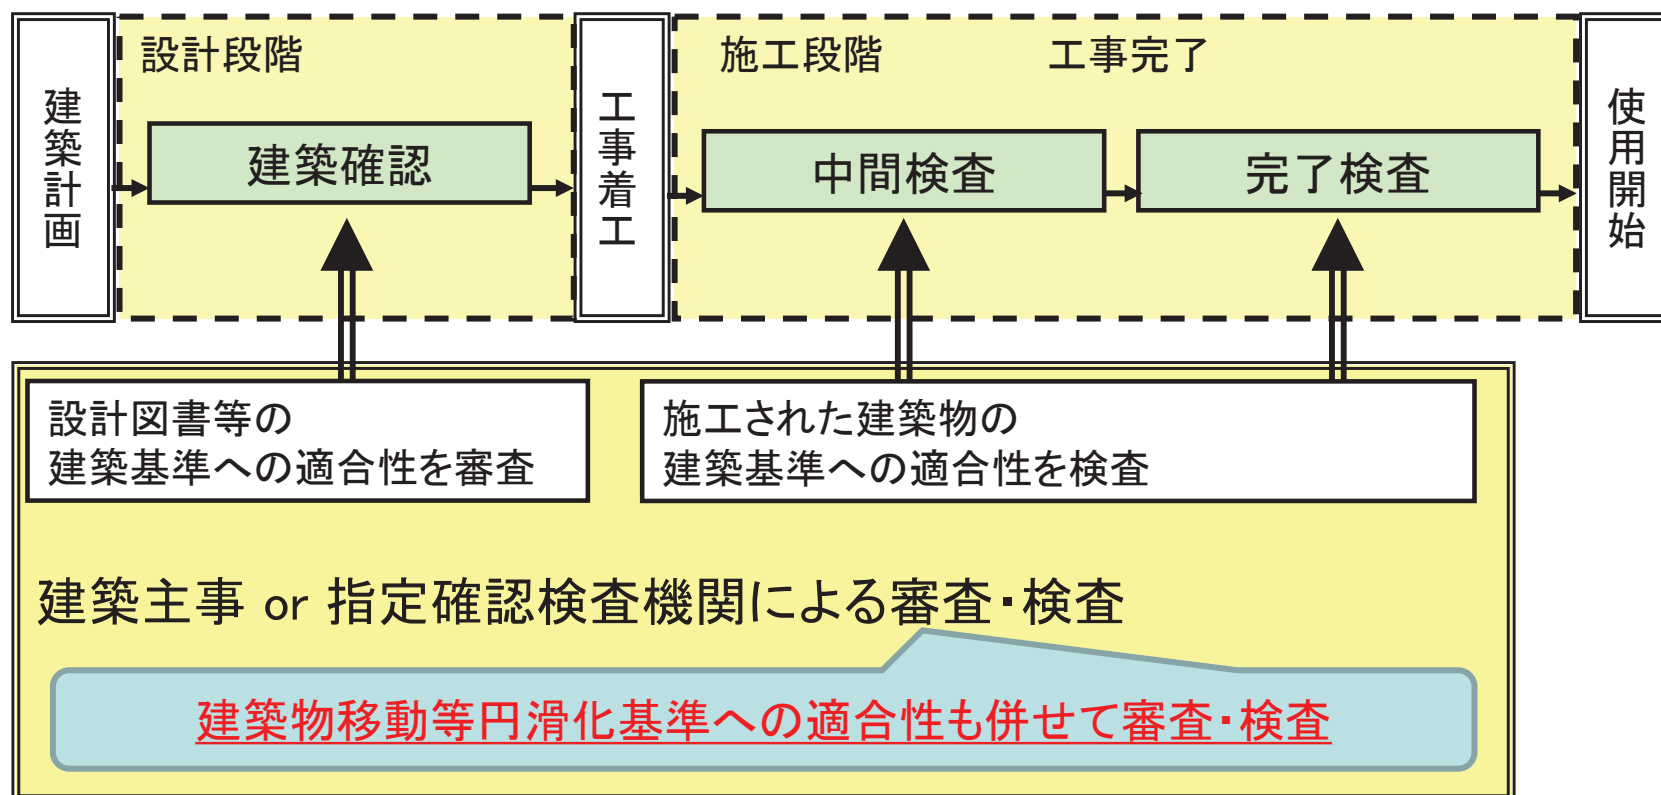 建築計画
設計段階
建築確認
工事着工
施工段階
工事完了
中間検査
完了検査
使用開始
設計図書等の
建築基準への適合性を審査
施工された建築物の
建築基準への適合性を検査
建築主事 or 指定確認検査機関による審査・検査
建築物移動等円滑化基準への適合性も併せて審査・検査